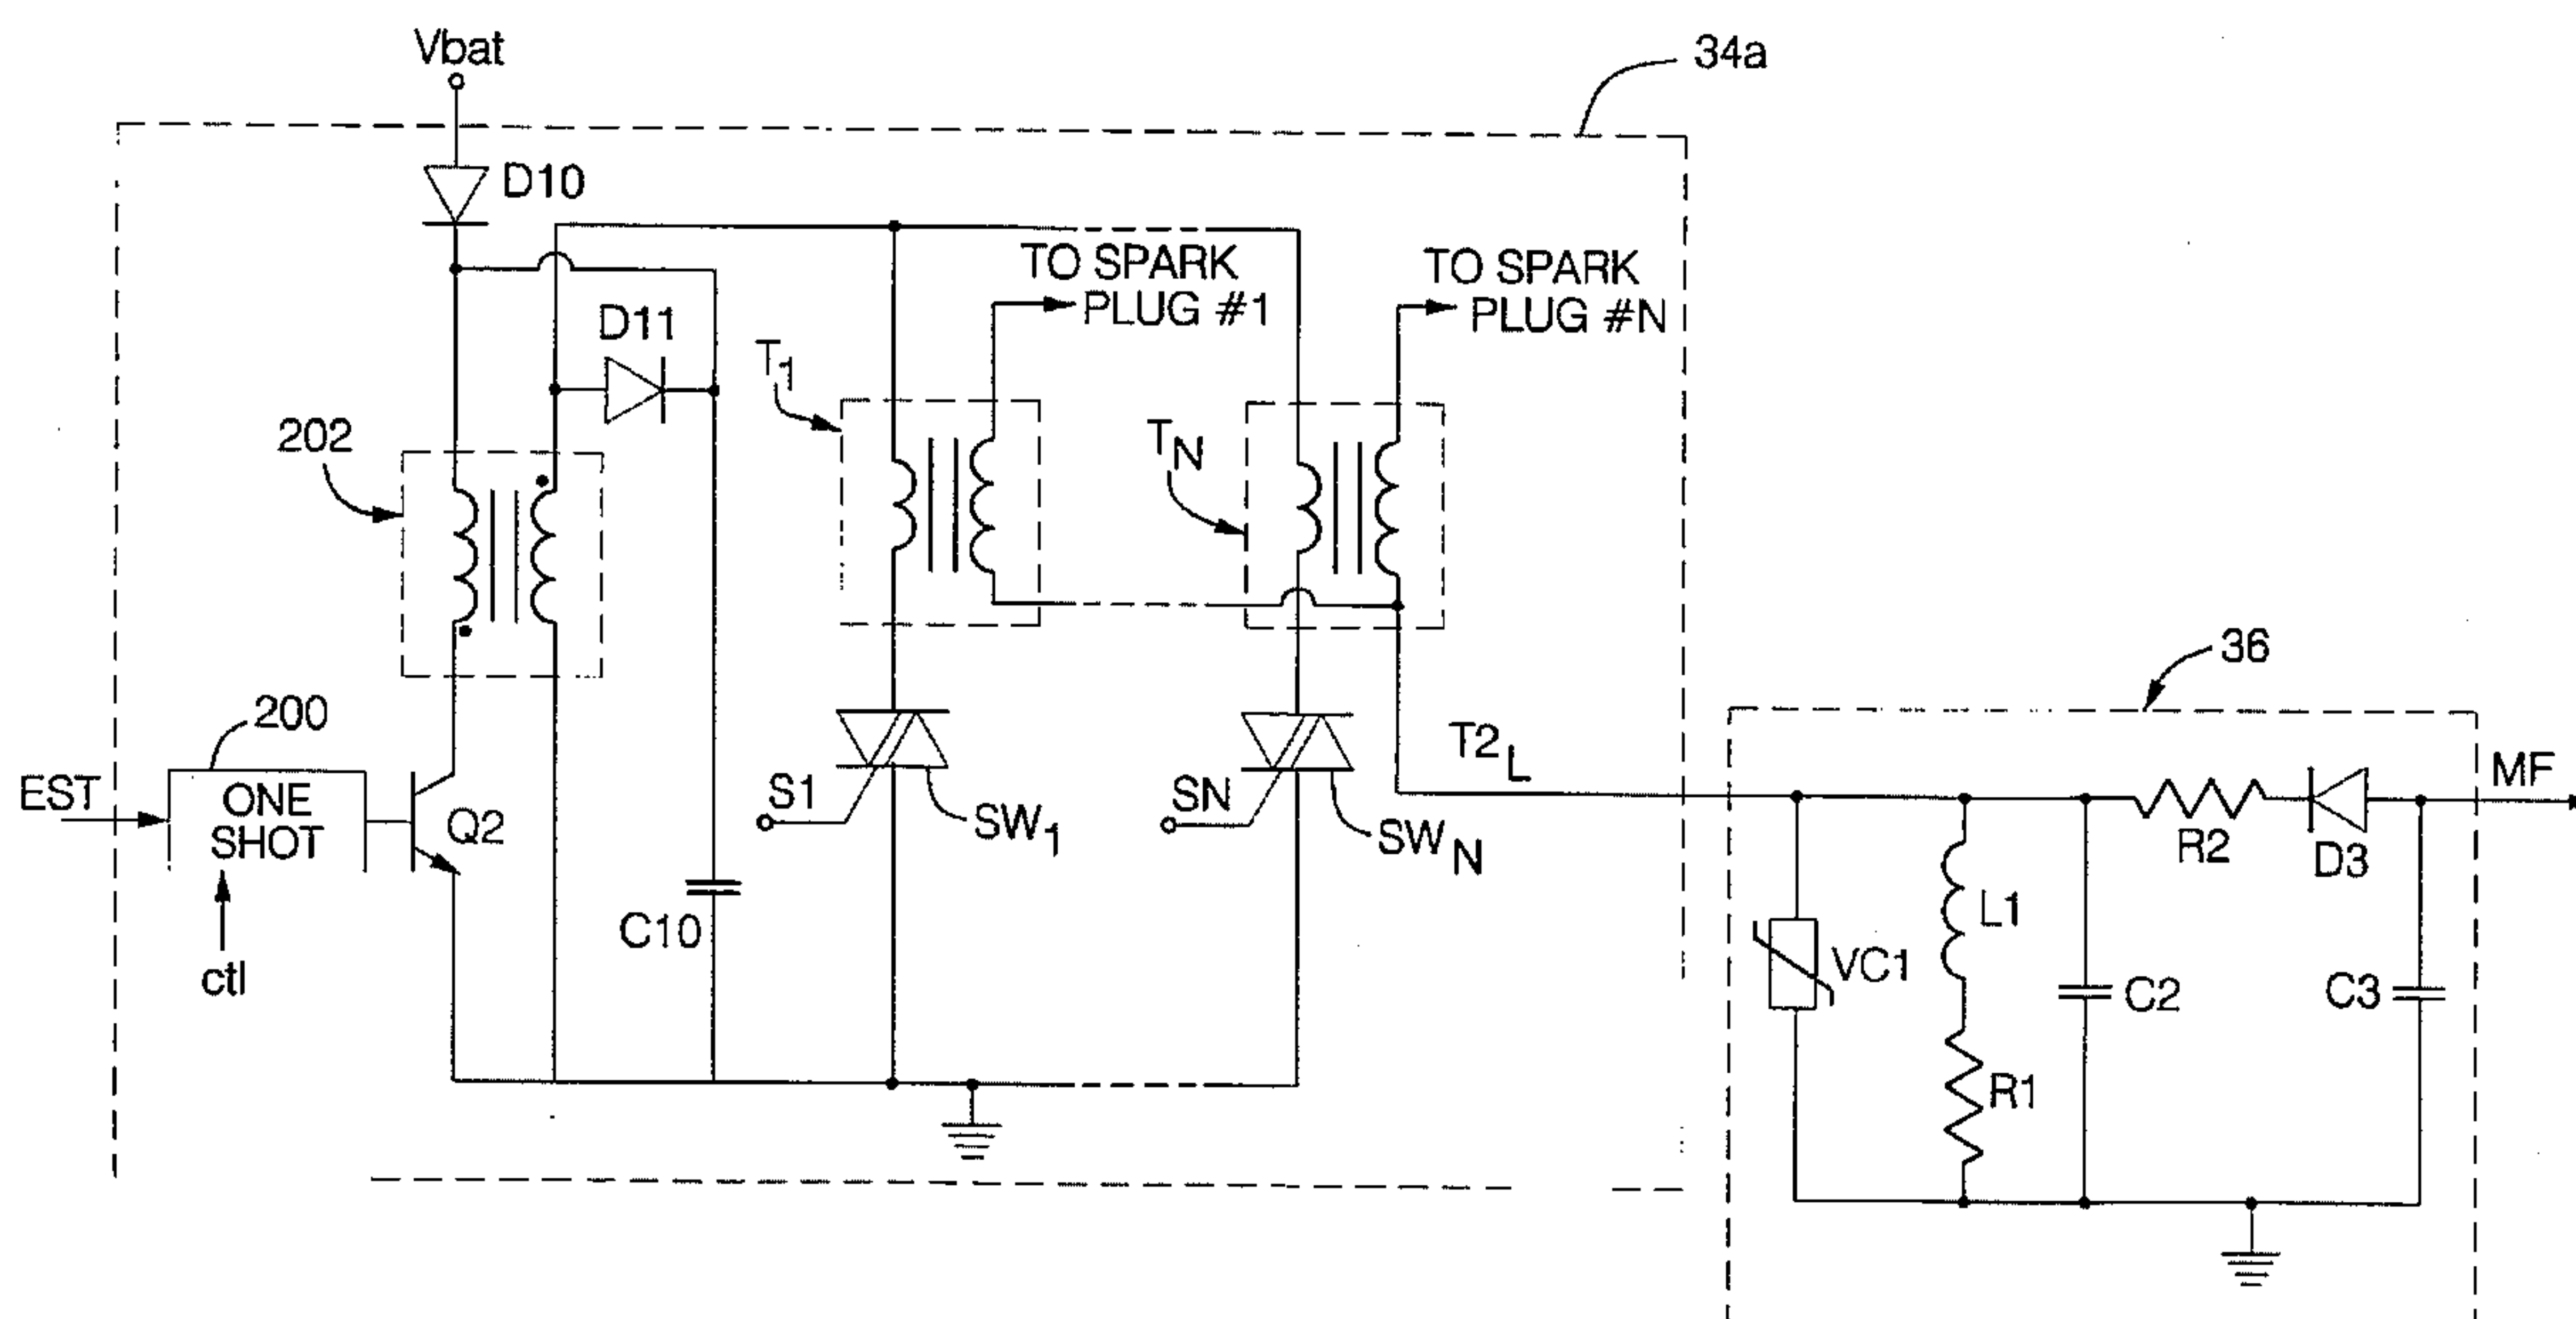 Vbat
34a
D10
TO SPARK
PLUG #1
TO SPARK
PLUG #N
D11
T1
TN
202
200
EST
ONE
SHOT
ctl
Q2
C10
S1
SW1
SN
SWN
T2L
36
MF
R2
D3
L1
VC1
C2
C3
R1